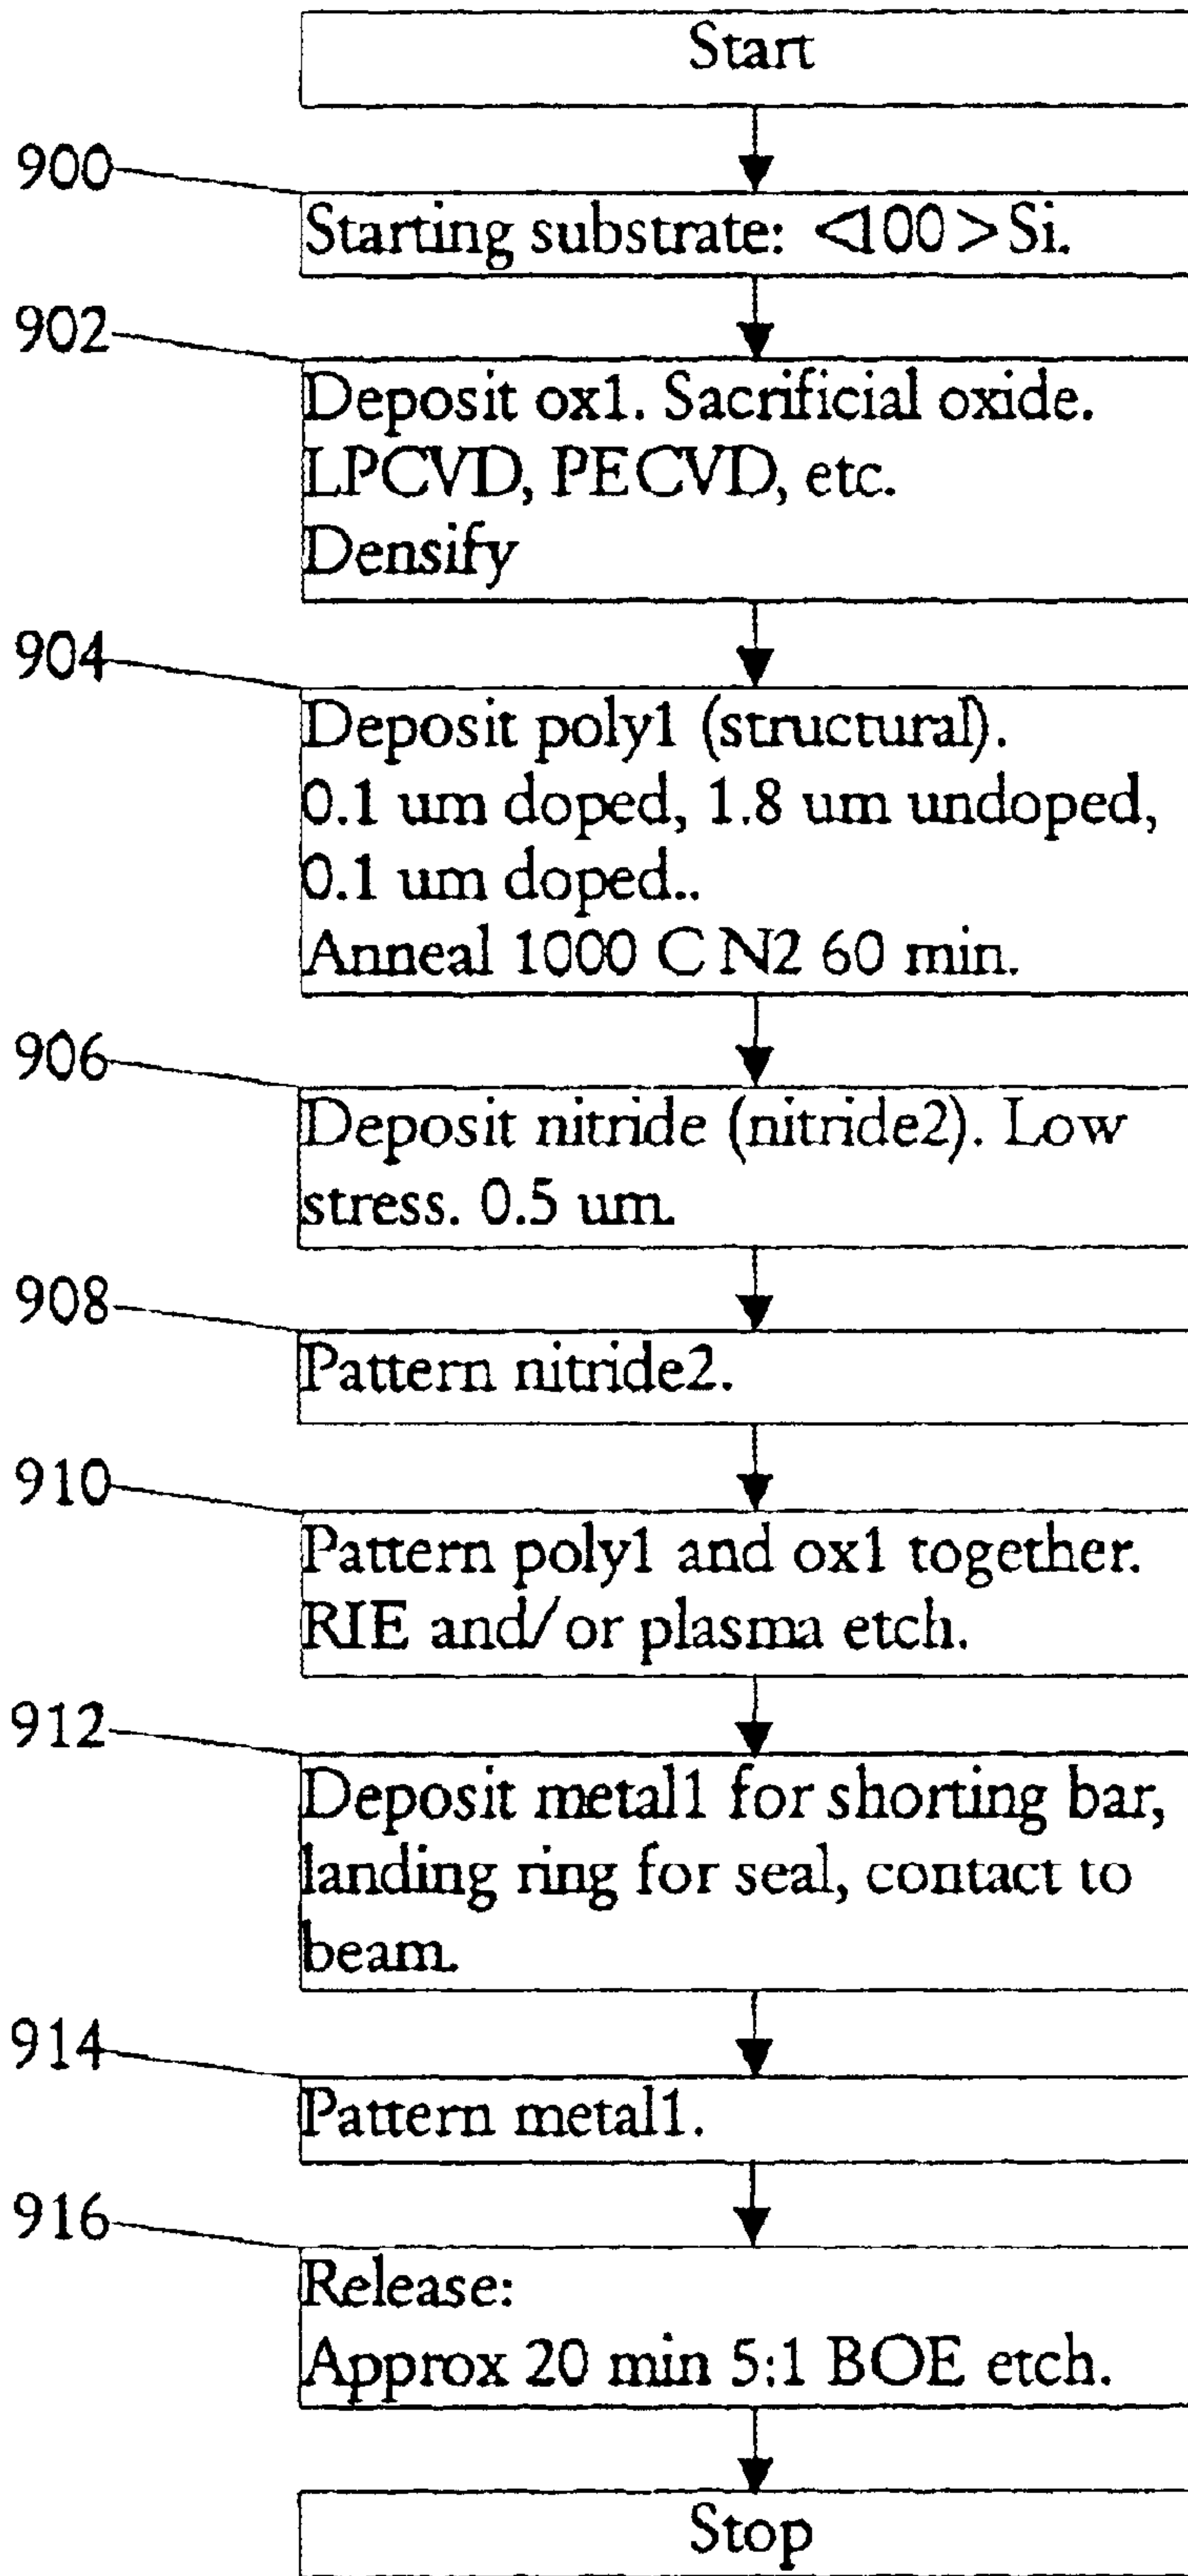 Start
900
Starting substrate: <100> Si.
902
Deposit ox1. Sacrificial oxide.
LPCVD, PECVD, etc.
Densify
904
Deposit poly1 (structural).
0.1 um doped, 1.8 um undoped,
0.1 um doped..
Anneal 1000 C N2 60 min.
906
Deposit nitride (nitride2). Low
stress. 0.5 um.
908
Pattern nitride2.
910
Pattern poly1 and ox1 together.
RIE and/or plasma etch.
912
Deposit metal1 for shorting bar,
landing ring for seal, contact to
beam.
914
Pattern metal1.
916
Release:
Approx 20 min 5:1 BOE etch.
Stop